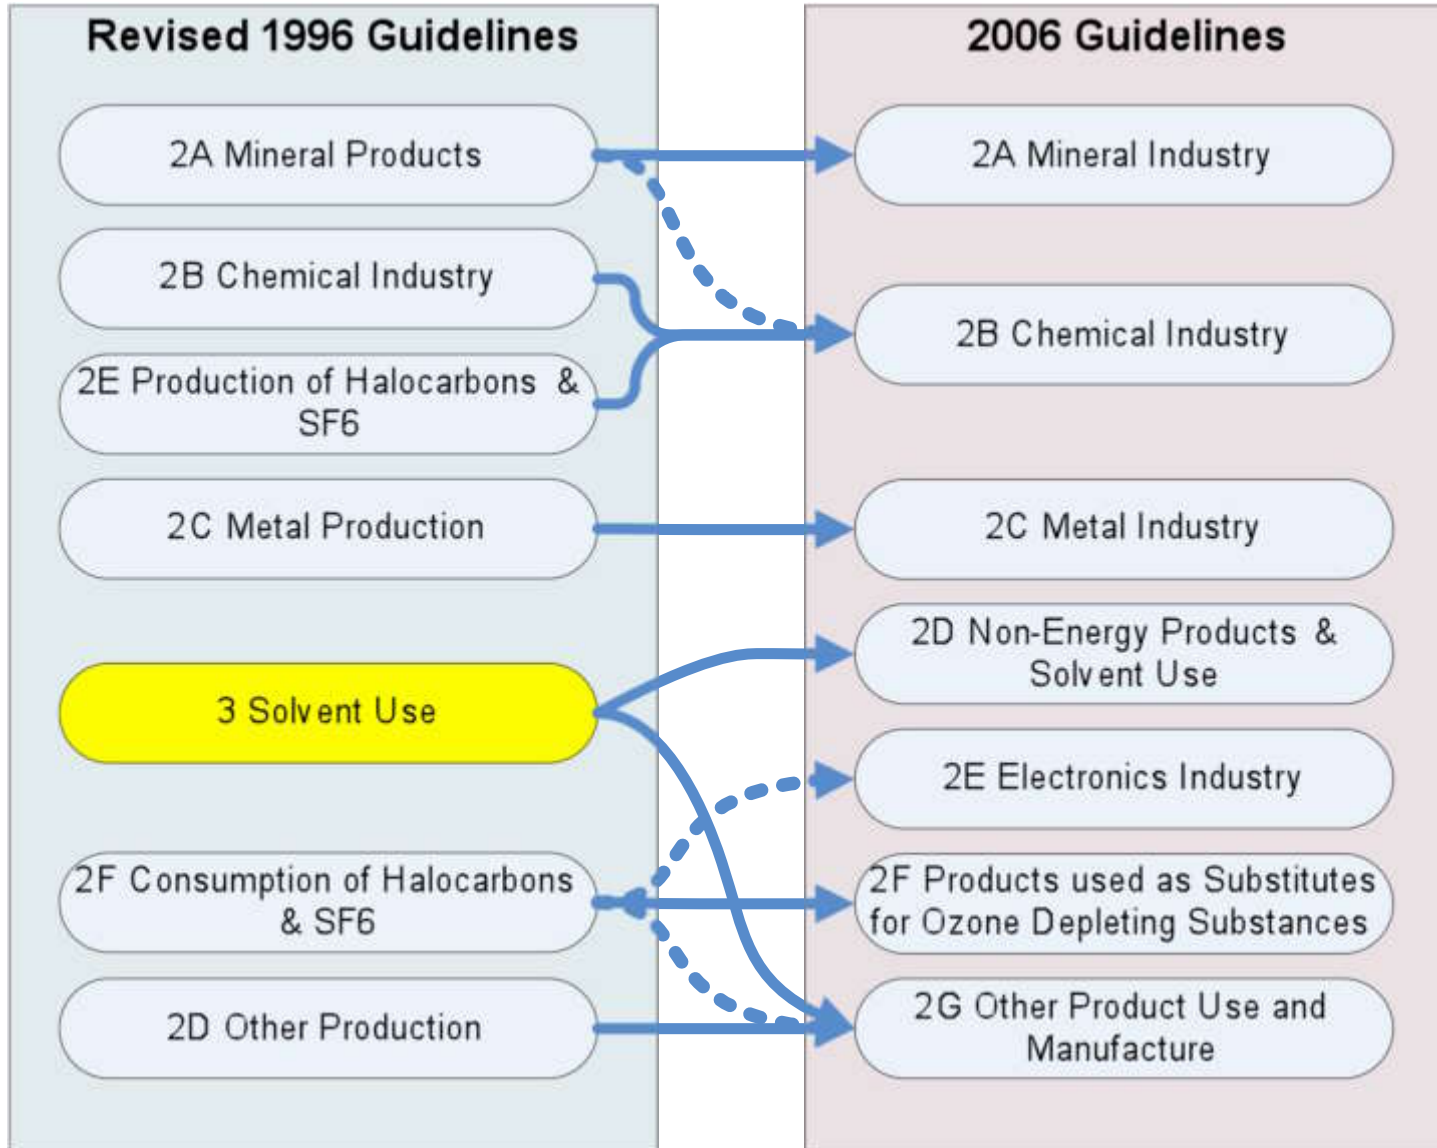 Revised 1996 Guidelines
2A Mineral Products
2B Chemical Industry
2E Production of Halocarbons &
SF6
2C Metal Production
3 Solvent Use
2F Consumption of Halocarbons
& SF6
2D Other Production
2006 Guidelines
2A Mineral Industry
2B Chemical Industry
2C Metal Industry
2D Non-Energy Products &
Solvent Use
2E Electronics Industry
2F Products used as Substitutes
for Ozone Depleting Substances
2G Other Product Use and
Manufacture